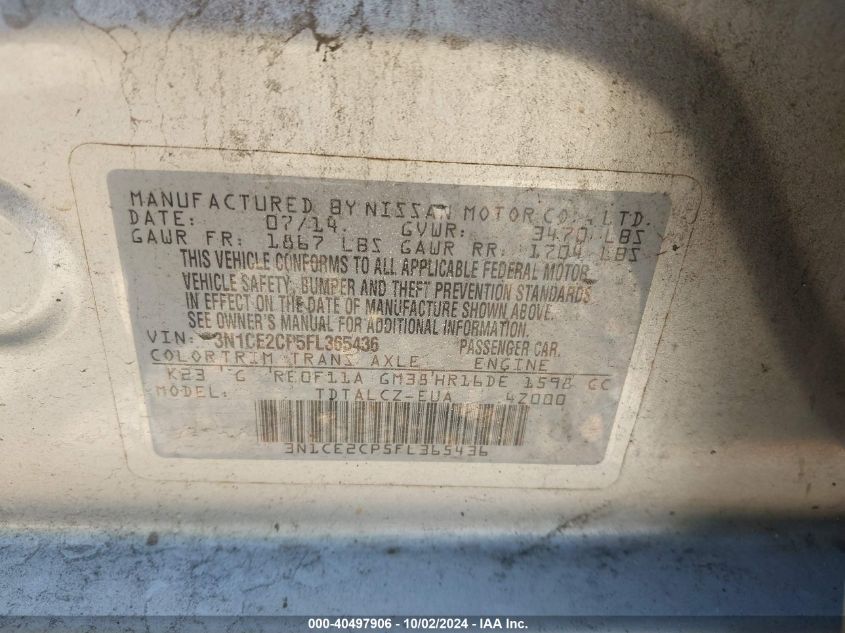 MANUFACTURED BY NISSAN MOTOR CO., LTD.
DATE: 07/14. GVWR: 3470 LBS
GAWR FR: 1867 LBS GAWR RR: 1704 LBS
THIS VEHICLE CONFORMS TO ALL APPLICABLE FEDERAL MOTOR
VEHICLE SAFETY, BUMPER AND THEFT PREVENTION STANDARDS
IN EFFECT ON THE DATE OF MANUFACTURE SHOWN ABOVE.
SEE OWNER'S MANUAL FOR ADDITIONAL INFORMATION.
VIN: 3N1CE2CP5FL365436 PASSENGER CAR.
COLOR TRIM TRANS AXLE ENGINE
K23 G RE0F11A GM38 HR16DE 1598 CC
MODEL: TDTALCZ-EUA 4Z000
3N1CE2CP5FL365436
000-40497906 - 10/02/2024 - IAA Inc.